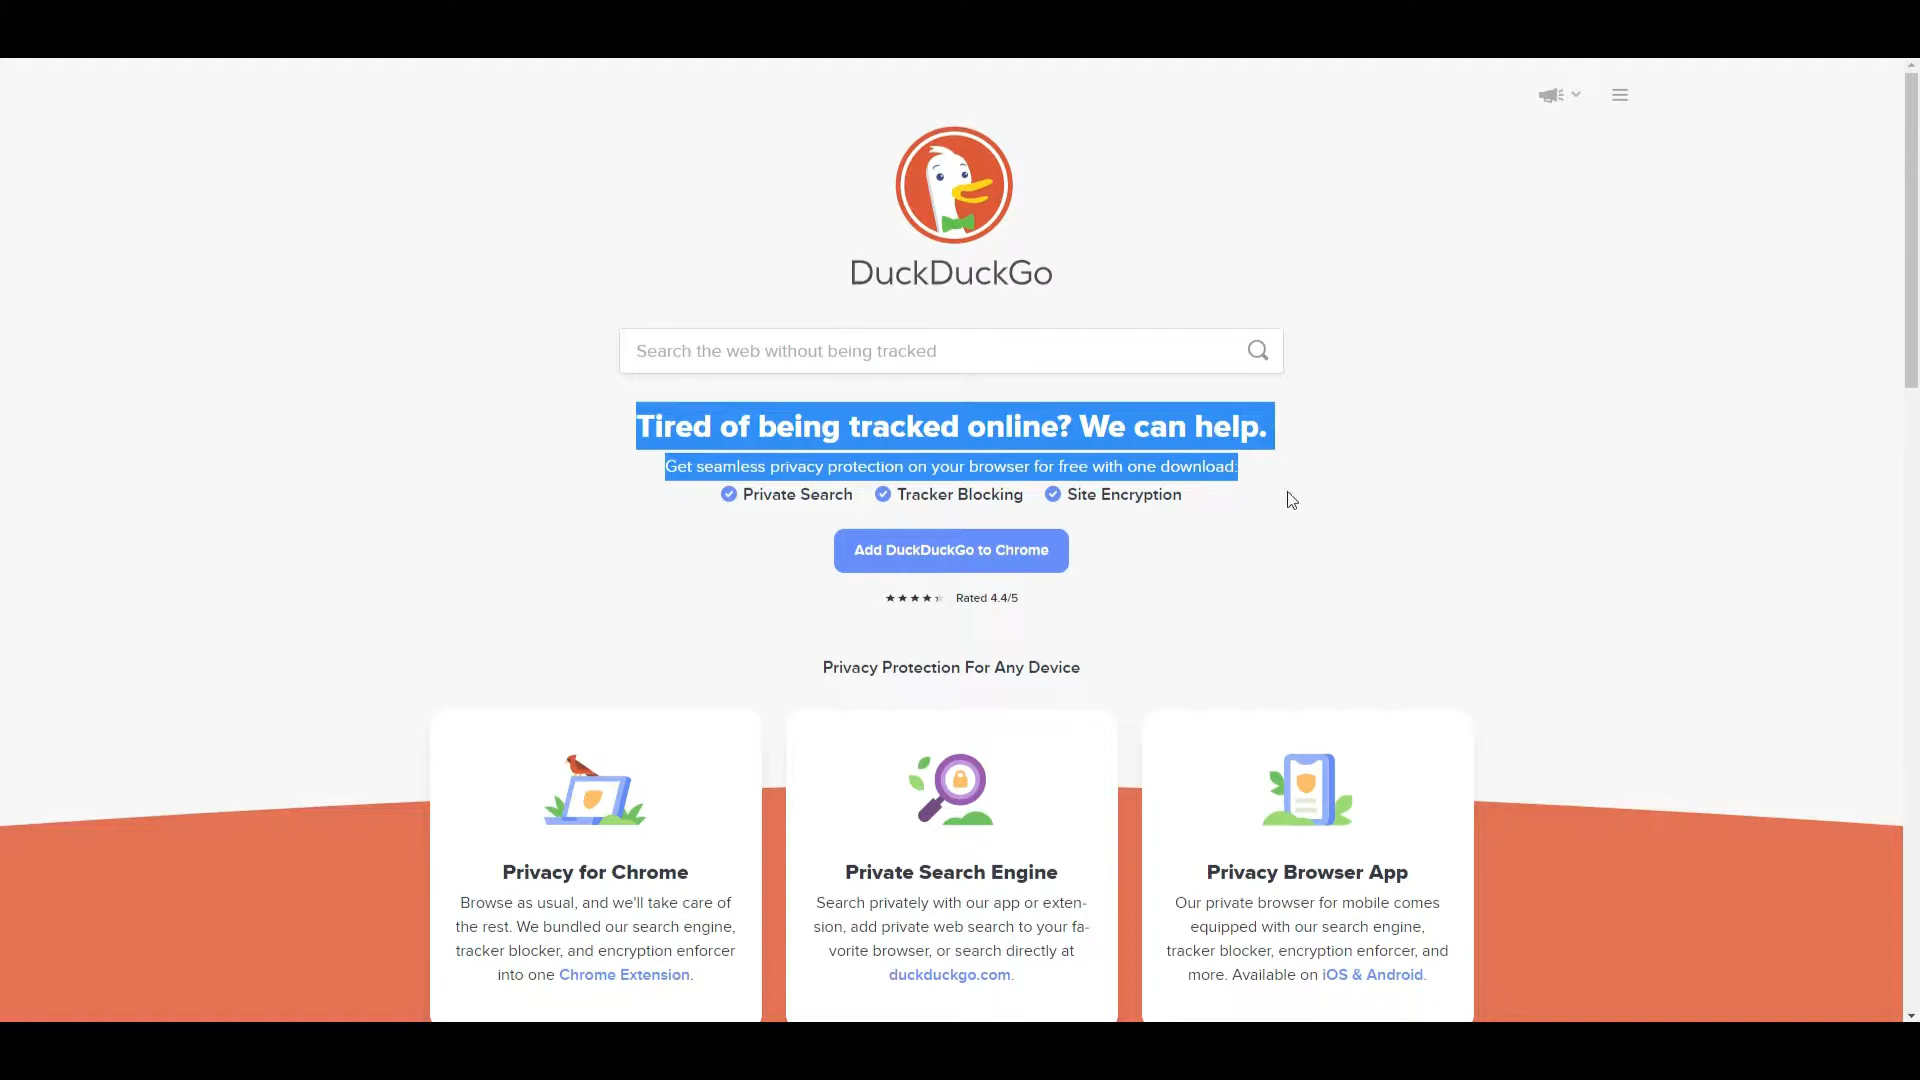 DuckDuckGo
Search the web without being tracked
Tired of being tracked online? We can help.
Get seamless privacy protection on your browser for free with one download:
Private Search Tracker Blocking Site Encryption
Add DuckDuckGo to Chrome
Rated 4.4/5
Privacy Protection For Any Device
Privacy for Chrome
Browse as usual, and we'll take care of
the rest. We bundled our search engine,
tracker blocker, and encryption enforcer
into one Chrome Extension.
Private Search Engine
Search privately with our app or exten-
sion, add private web search to your fa-
vorite browser, or search directly at
duckduckgo.com.
Privacy Browser App
Our private browser for mobile comes
equipped with our search engine,
tracker blocker, encryption enforcer, and
more. Available on iOS & Android.